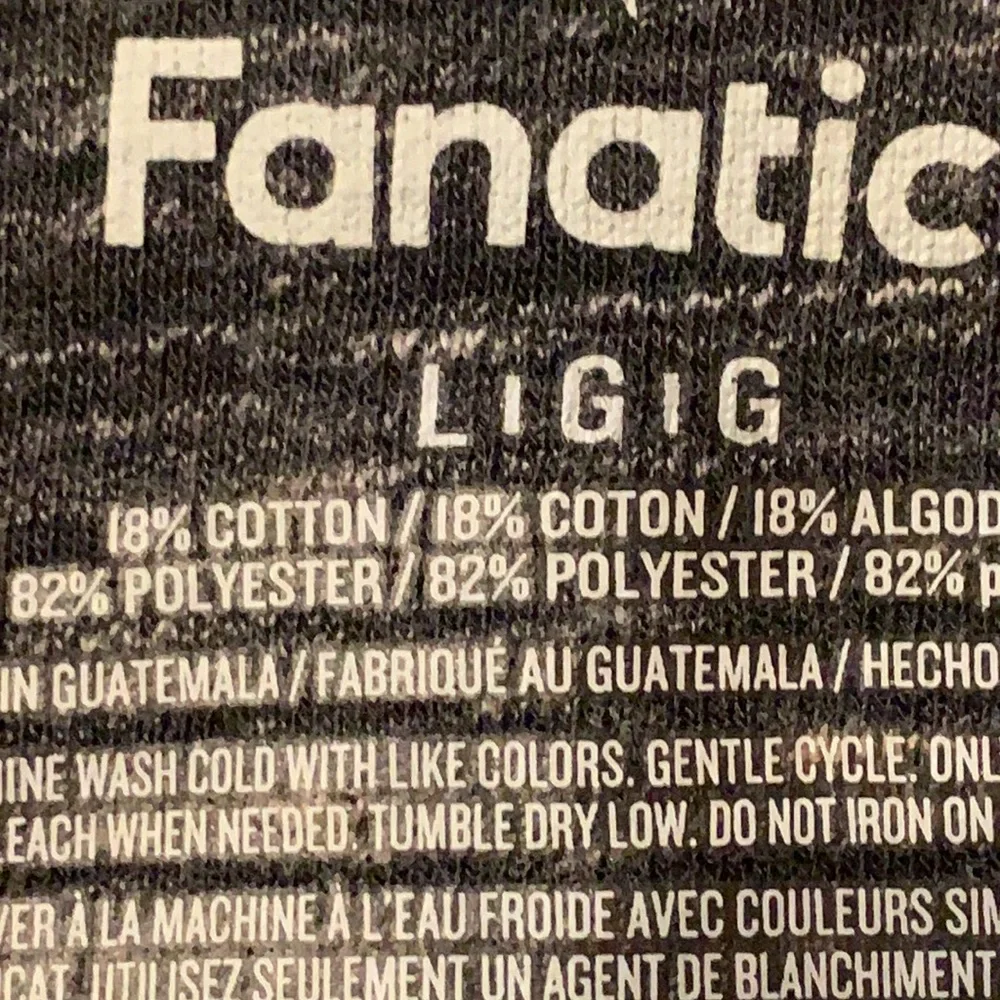 Fanatic
L I G I G
18% COTTON / 18% COTON / 18% ALGOD
82% POLYESTER / 82% POLYESTER / 82% p
IN GUATEMALA / FABRIQUÉ AU GUATEMALA / HECHO
INE WASH COLD WITH LIKE COLORS. GENTLE CYCLE. ONL
LEACH WHEN NEEDED. TUMBLE DRY LOW. DO NOT IRON ON
VER À LA MACHINE À L'EAU FROIDE AVEC COULEURS SIM
CAT. UTILISEZ SEULEMENT UN AGENT DE BLANCHIMENT